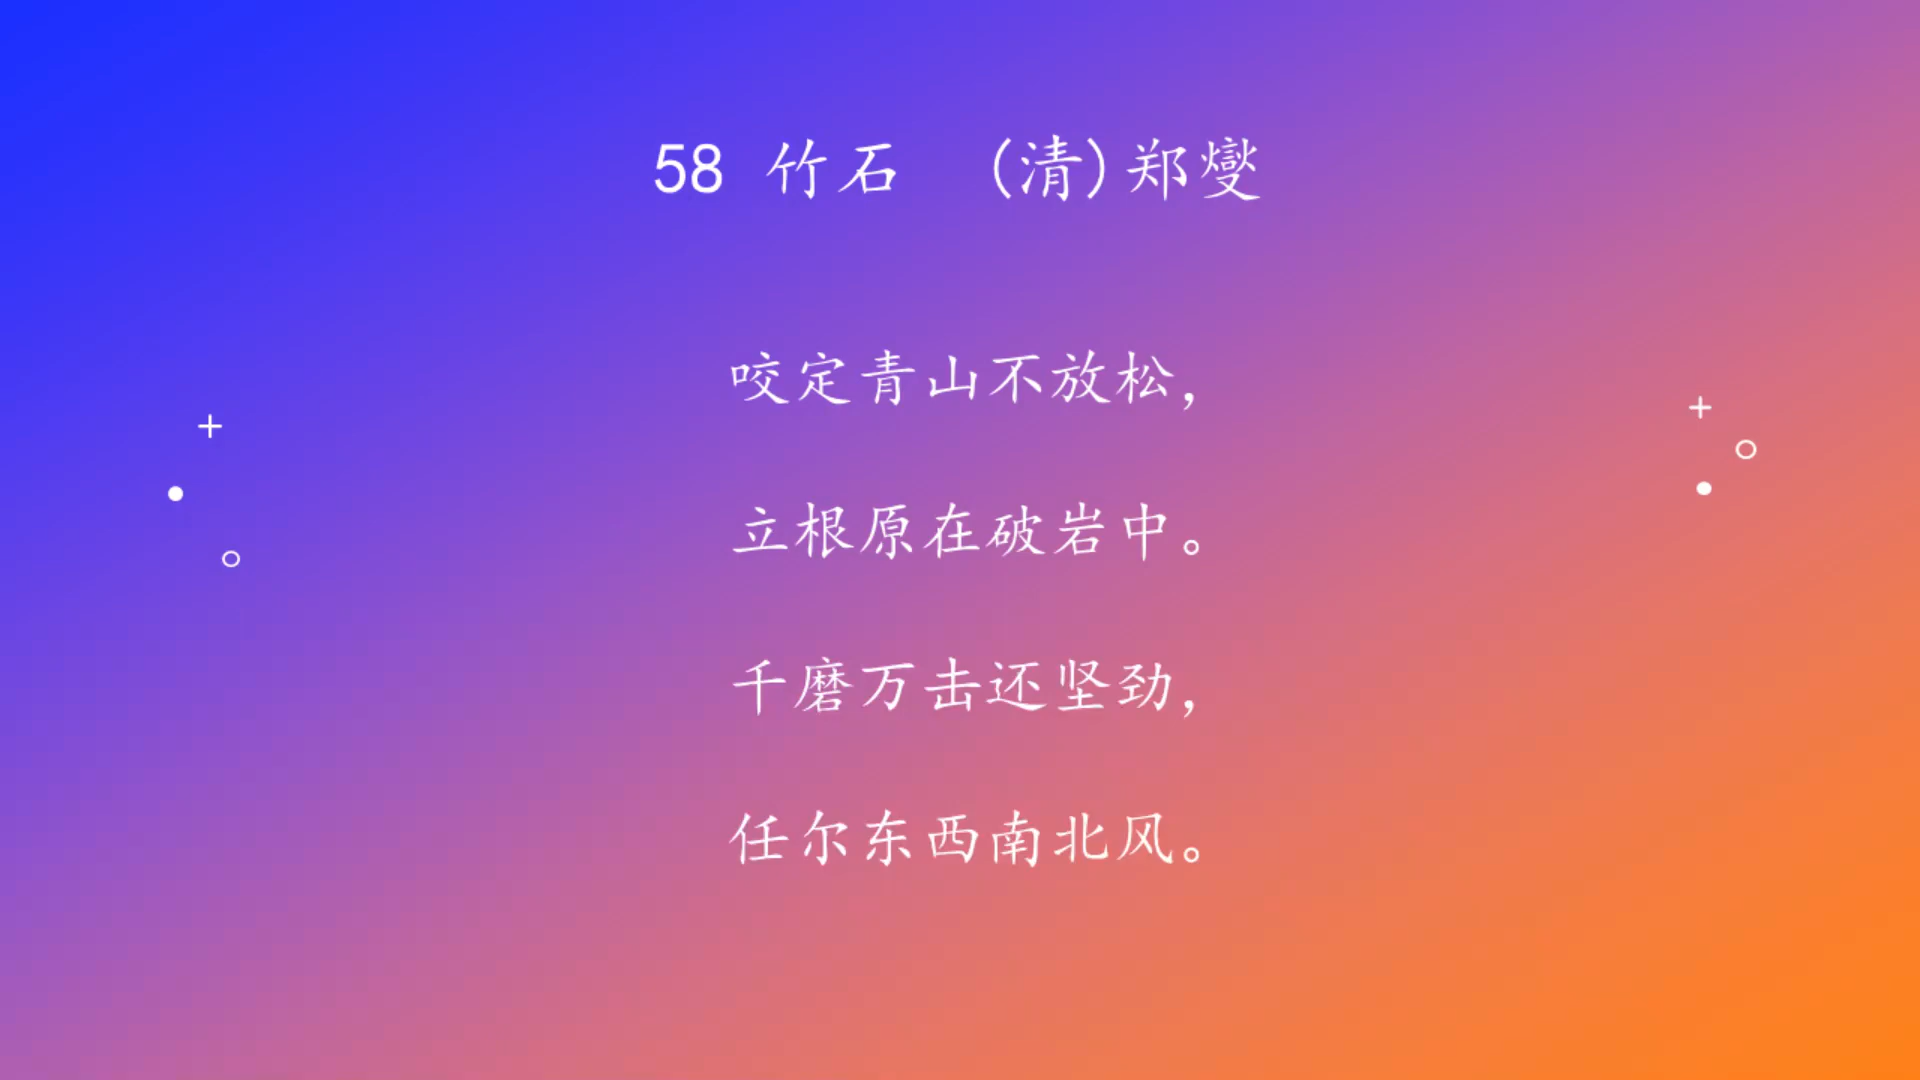 58 竹石 (清)郑燮
咬定青山不放松，
立根原在破岩中。
千磨万击还坚劲，
任尔东西南北风。